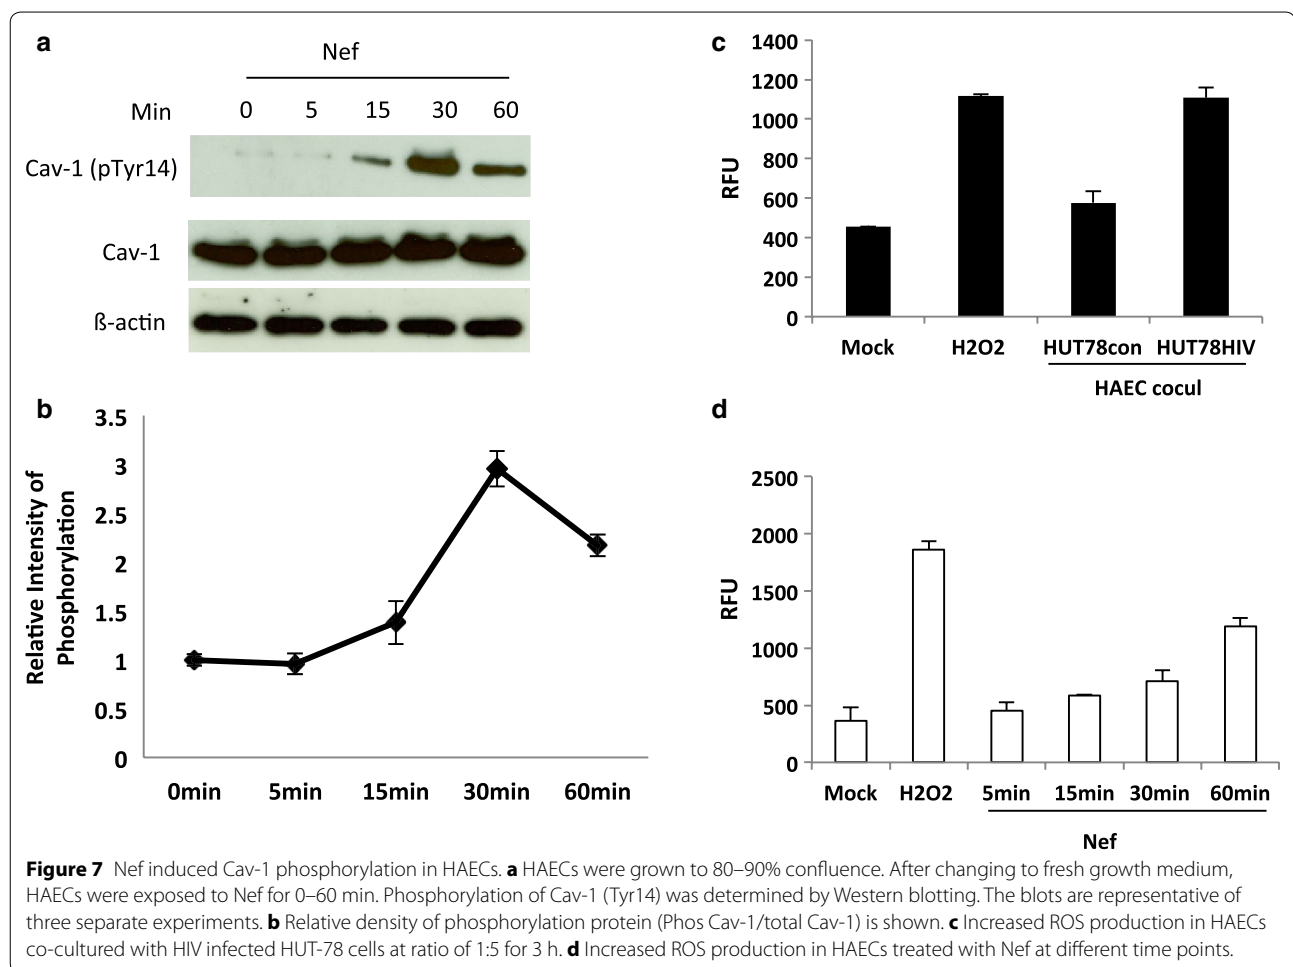 a
Nef
Min 0 5 15 30 60
Cav-1 (pTyr14)
Cav-1
ß-actin
b
3.5
3
2.5
2
1.5
1
0.5
0
Relative Intensity of
Phosphorylation
0min 5min 15min 30min 60min
c
1400
1200
1000
800
600
400
200
0
RFU
Mock H2O2 HUT78con HUT78HIV
HAEC cocul
d
2500
2000
1500
1000
500
0
RFU
Mock H2O2 5min 15min 30min 60min
Nef
Figure 7 Nef induced Cav-1 phosphorylation in HAECs. a HAECs were grown to 80–90% confluence. After changing to fresh growth medium,
HAECs were exposed to Nef for 0–60 min. Phosphorylation of Cav-1 (Tyr14) was determined by Western blotting. The blots are representative of
three separate experiments. b Relative density of phosphorylation protein (Phos Cav-1/total Cav-1) is shown. c Increased ROS production in HAECs
co-cultured with HIV infected HUT-78 cells at ratio of 1:5 for 3 h. d Increased ROS production in HAECs treated with Nef at different time points.